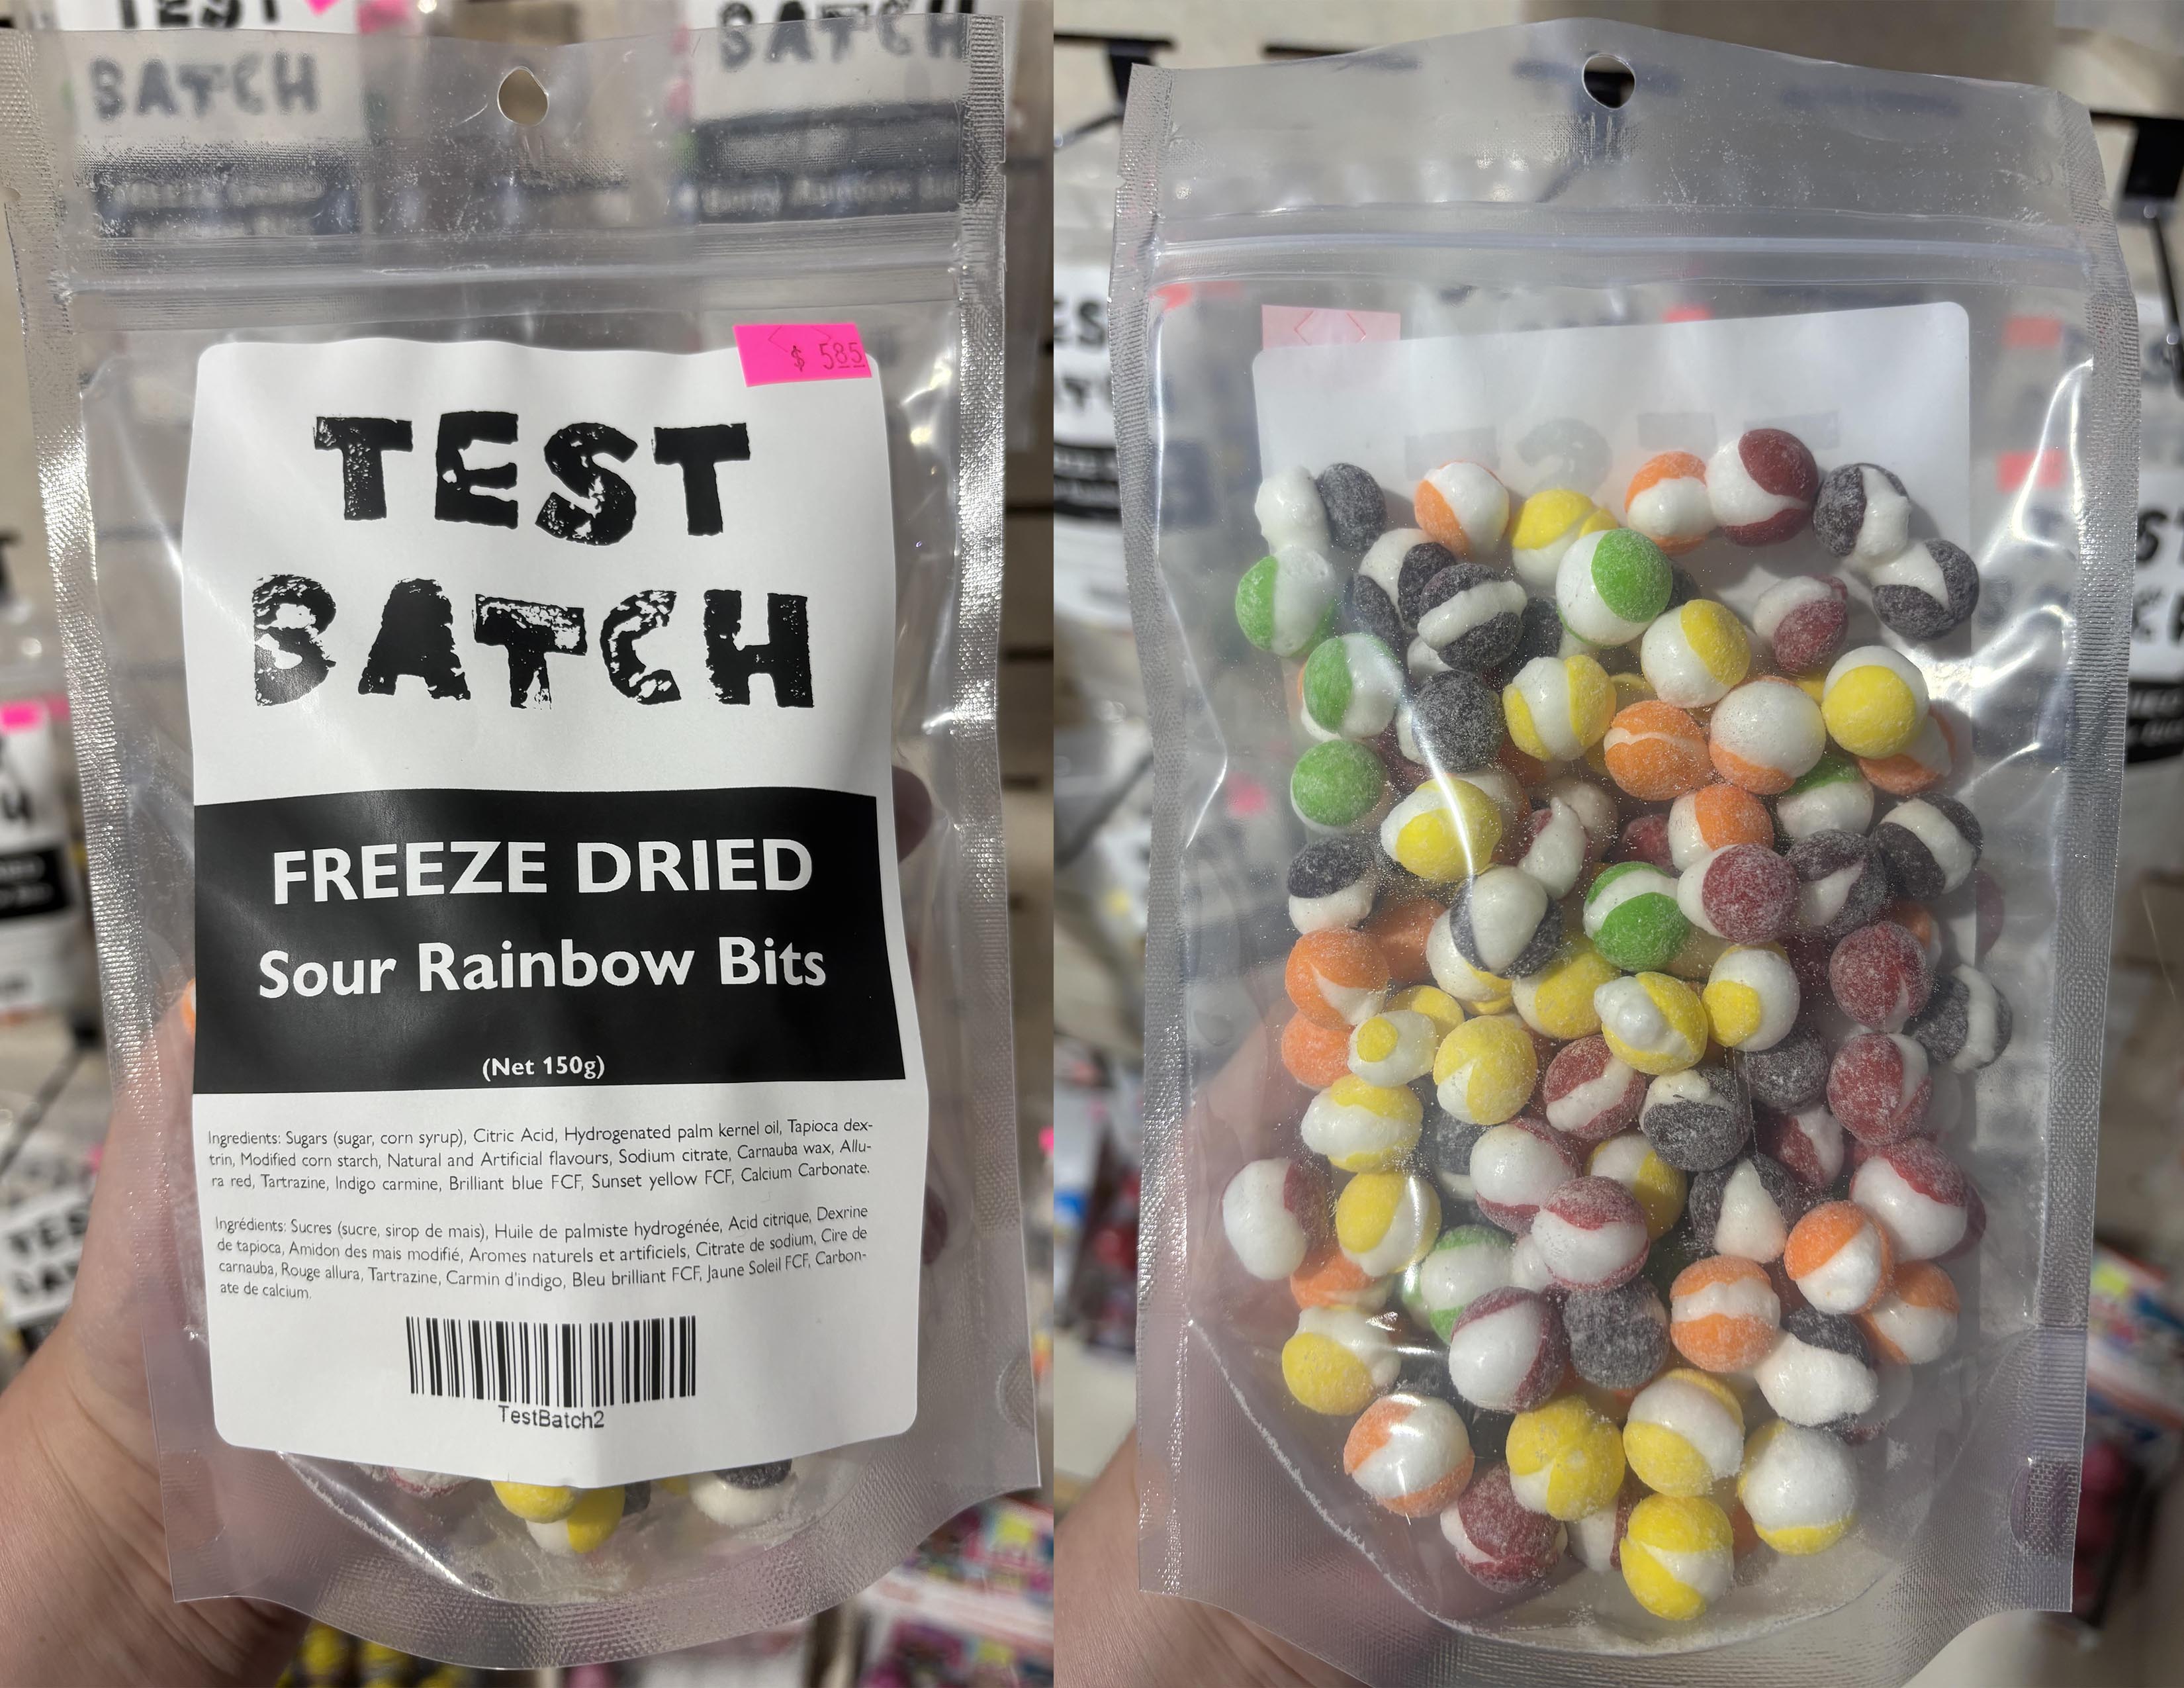 TEST
BATCH
BATCH
$ 5.85
TEST
BATCH
FREEZE DRIED
Sour Rainbow Bits
(Net 150g)
Ingredients: Sugars (sugar, corn syrup), Citric Acid, Hydrogenated palm kernel oil, Tapioca dex-
trin, Modified corn starch, Natural and Artificial flavours, Sodium citrate, Carnauba wax, Allu-
ra red, Tartrazine, Indigo carmine, Brilliant blue FCF, Sunset yellow FCF, Calcium Carbonate.
Ingrédients: Sucres (sucre, sirop de mais), Huile de palmiste hydrogénée, Acid citrique, Dexrine
de tapioca, Amidon des mais modifié, Aromes naturels et artificiels, Citrate de sodium, Cire de
carnauba, Rouge allura, Tartrazine, Carmin d'indigo, Bleu brilliant FCF, Jaune Soleil FCF, Carbon-
ate de calcium.
TestBatch2